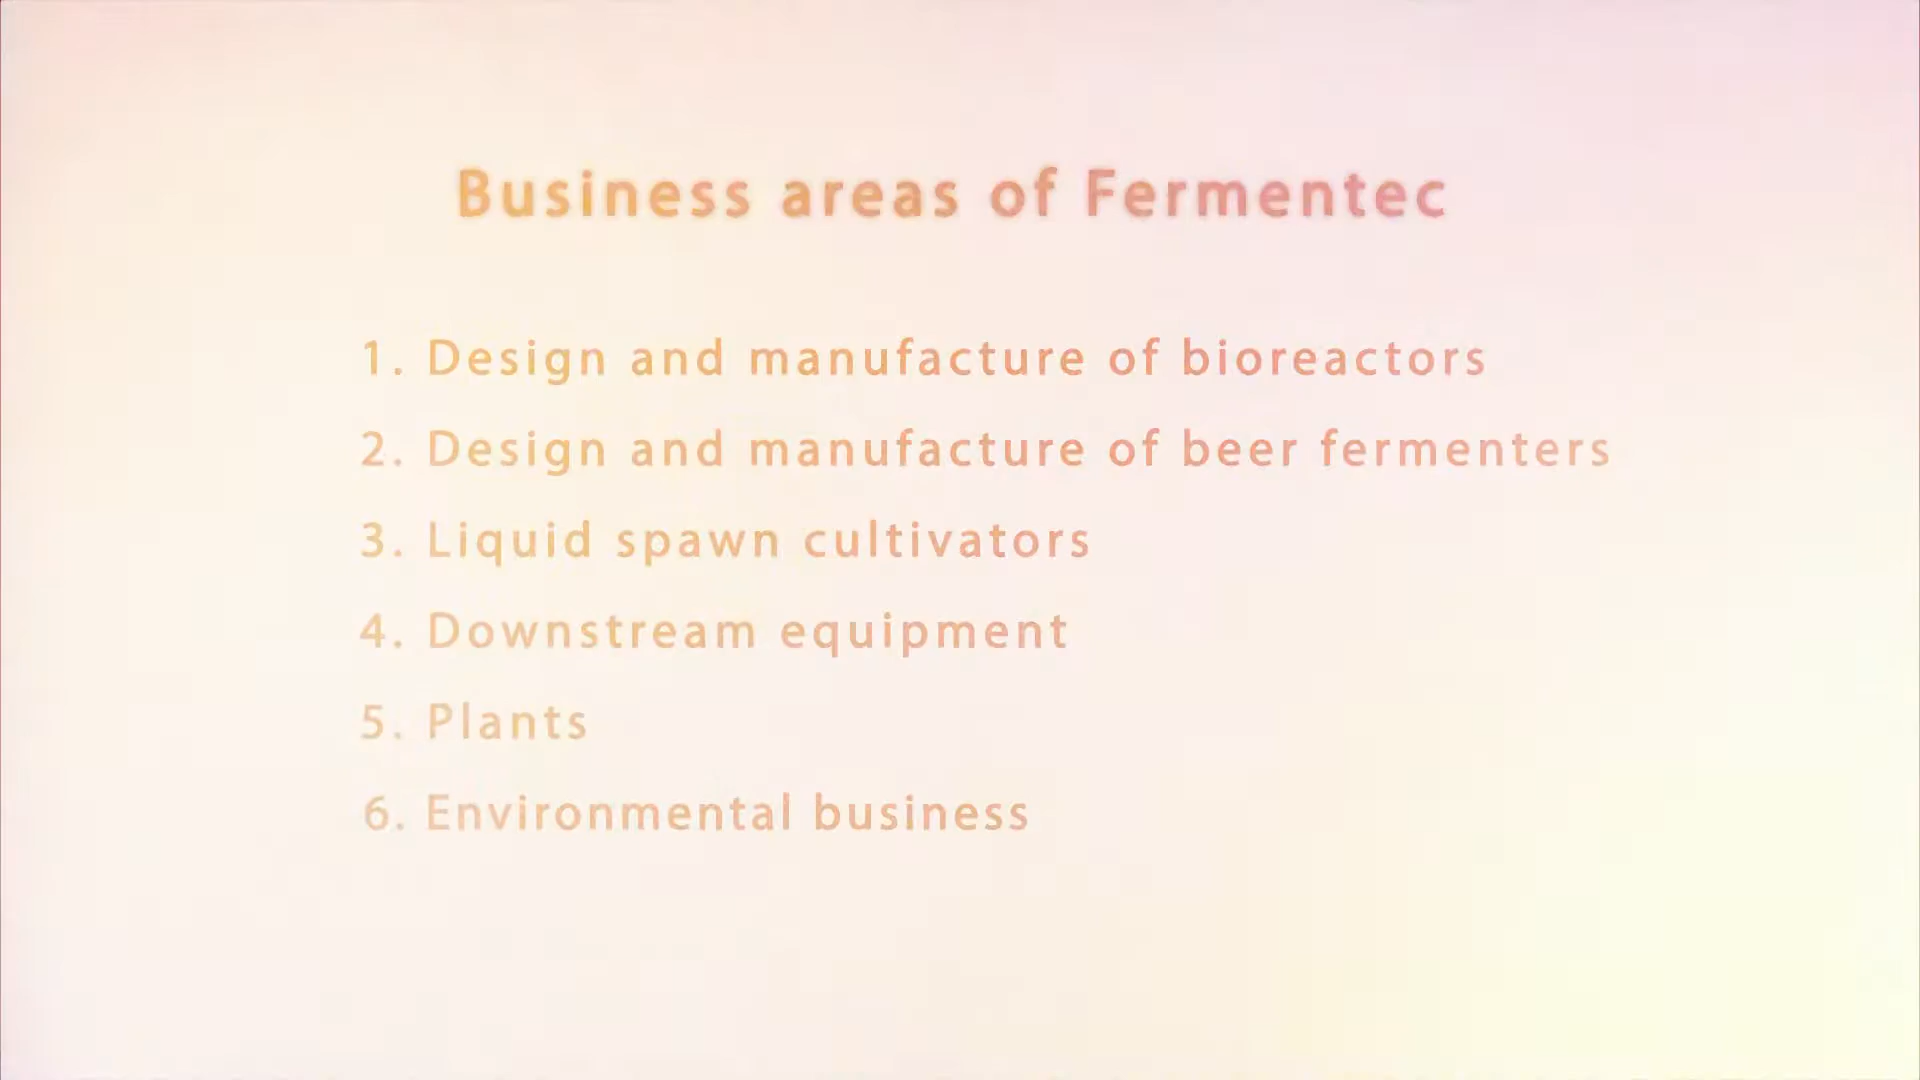 Business areas of Fermentec
1. Design and manufacture of bioreactors
2. Design and manufacture of beer fermenters
3. Liquid spawn cultivators
4. Downstream equipment
5. Plants
6. Environmental business